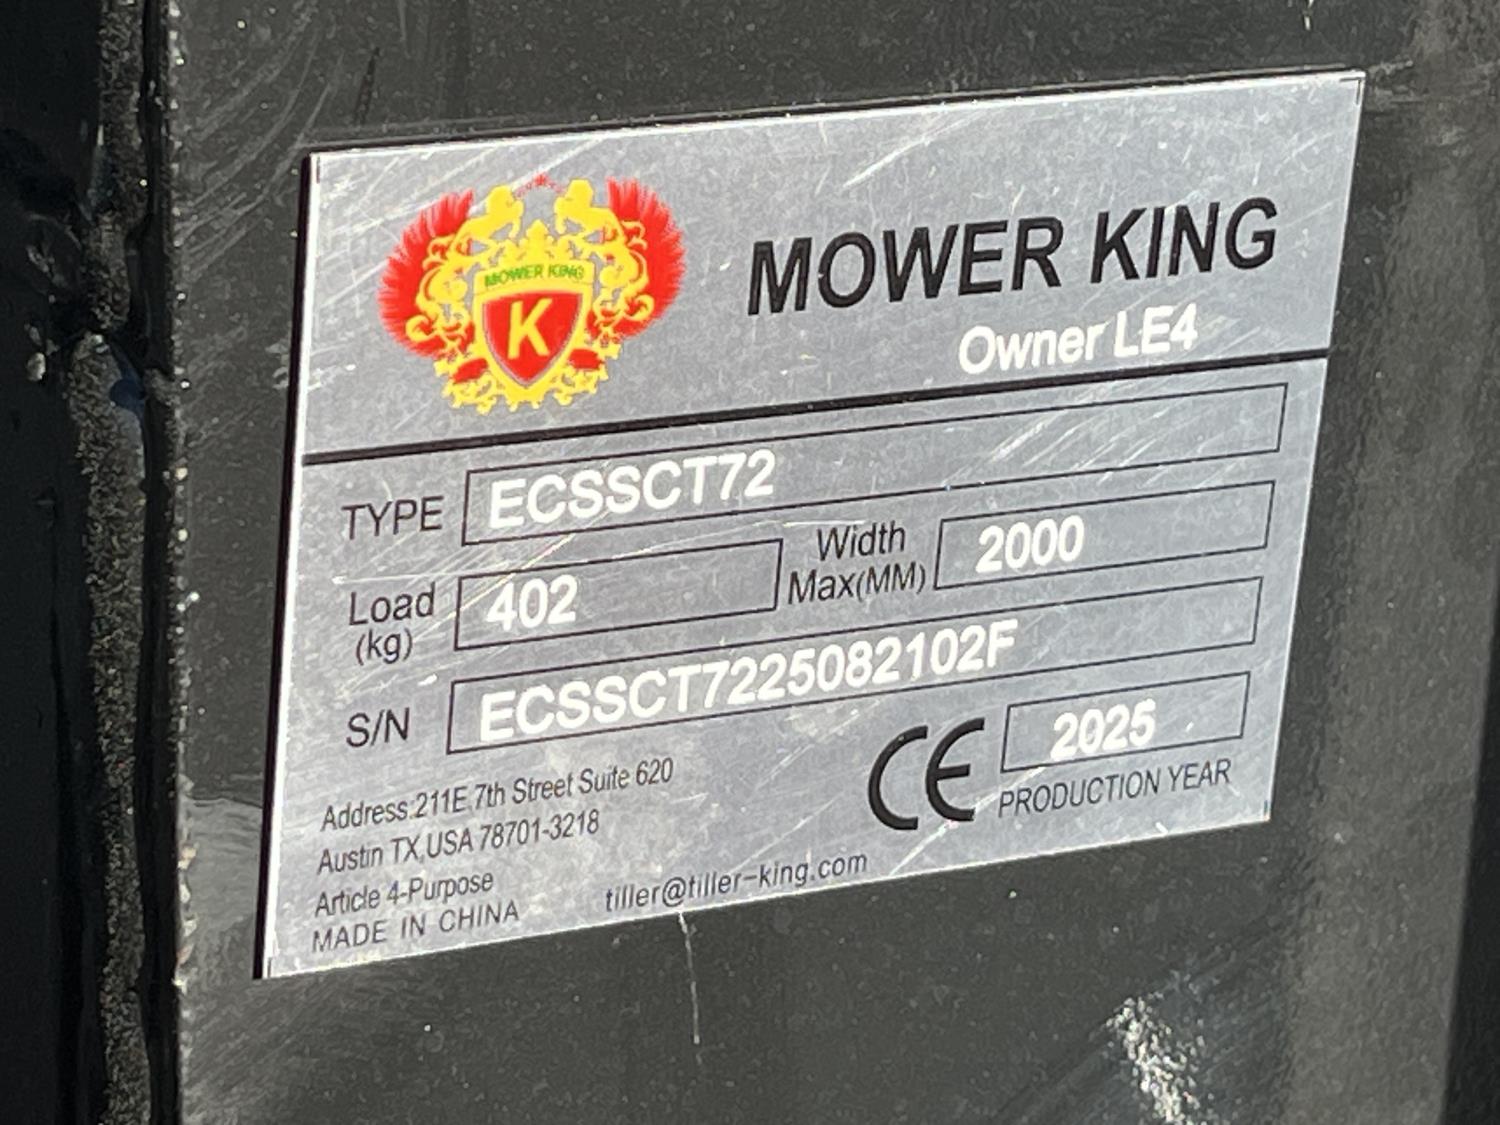 MOWER KING
K
MOWER KING
Owner LE4
TYPE ECSSCT72
Load (kg) 402 Width Max(MM) 2000
S/N ECSSCT7225082102F
CE 2025
PRODUCTION YEAR
Address:211E.7th Street Suite 620
Austin TX,USA 78701-3218
Article 4-Purpose
MADE IN CHINA tiller@tiller-king.com